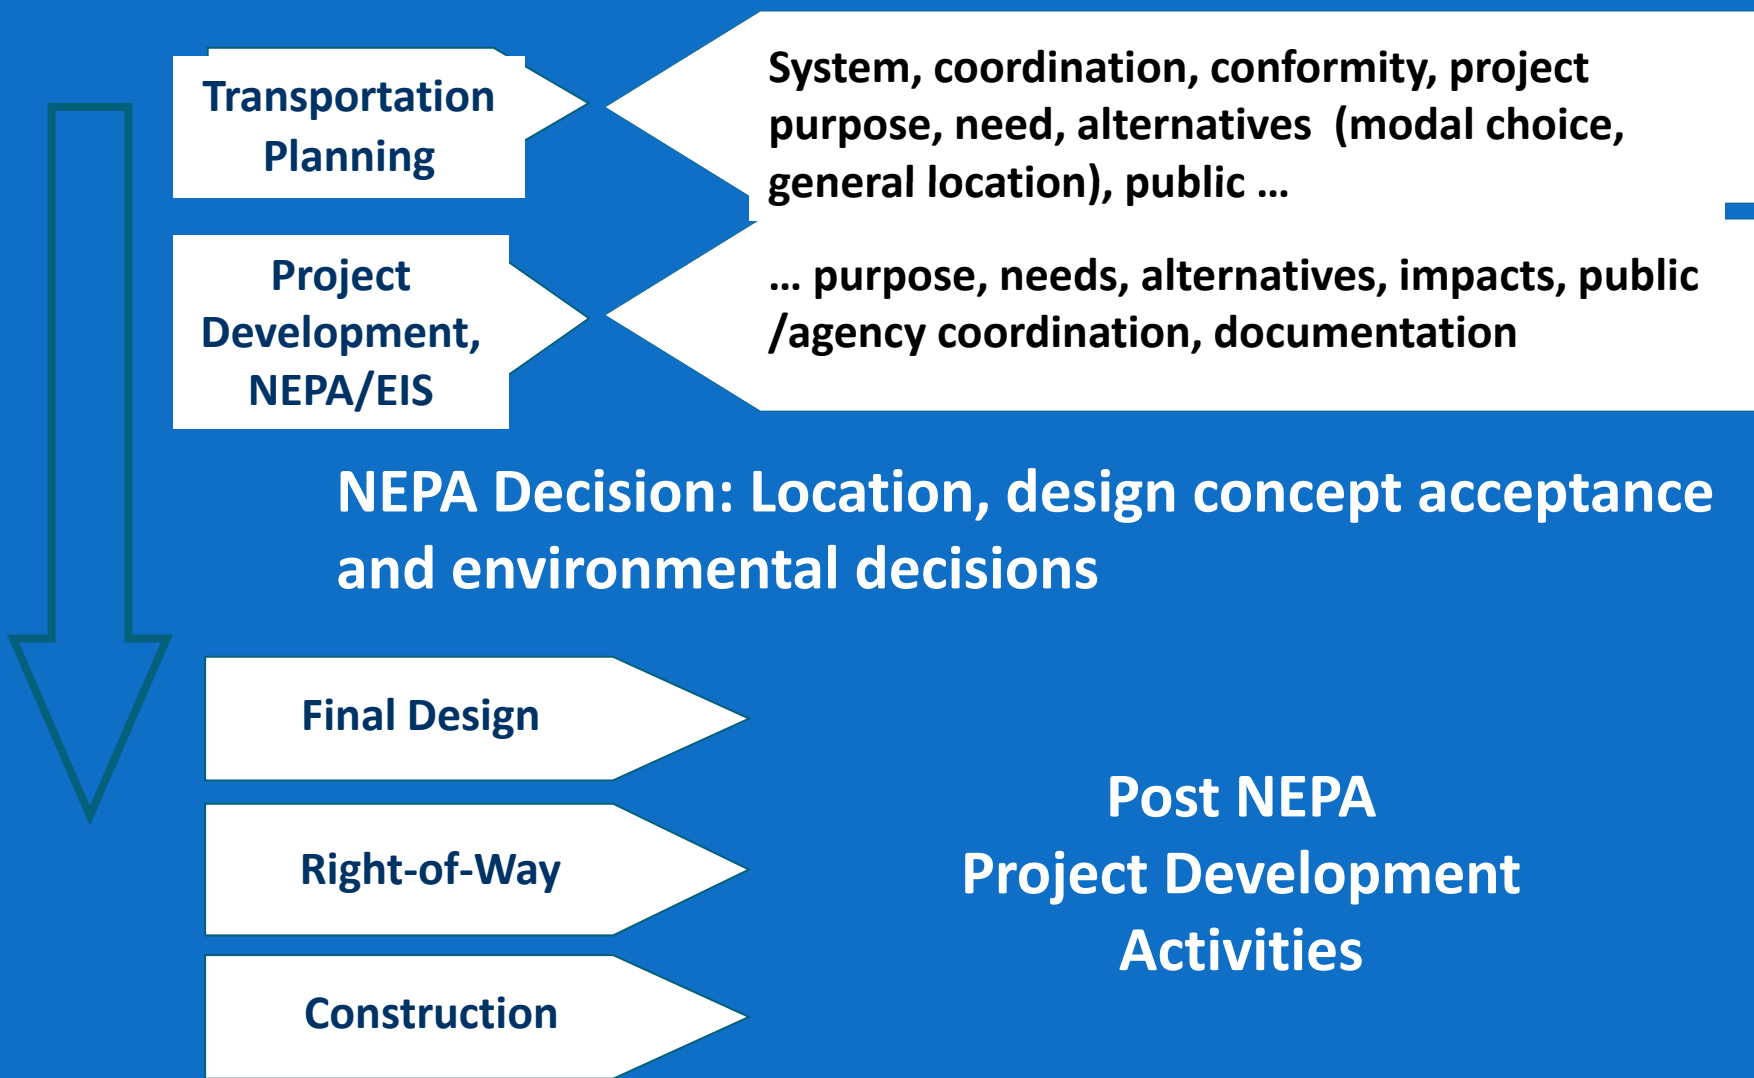 Transportation
Planning
System, coordination, conformity, project
purpose, need, alternatives (modal choice,
general location), public …
Project
Development,
NEPA/EIS
… purpose, needs, alternatives, impacts, public
/agency coordination, documentation
NEPA Decision: Location, design concept acceptance
and environmental decisions
Final Design
Right-of-Way
Construction
Post NEPA
Project Development
Activities